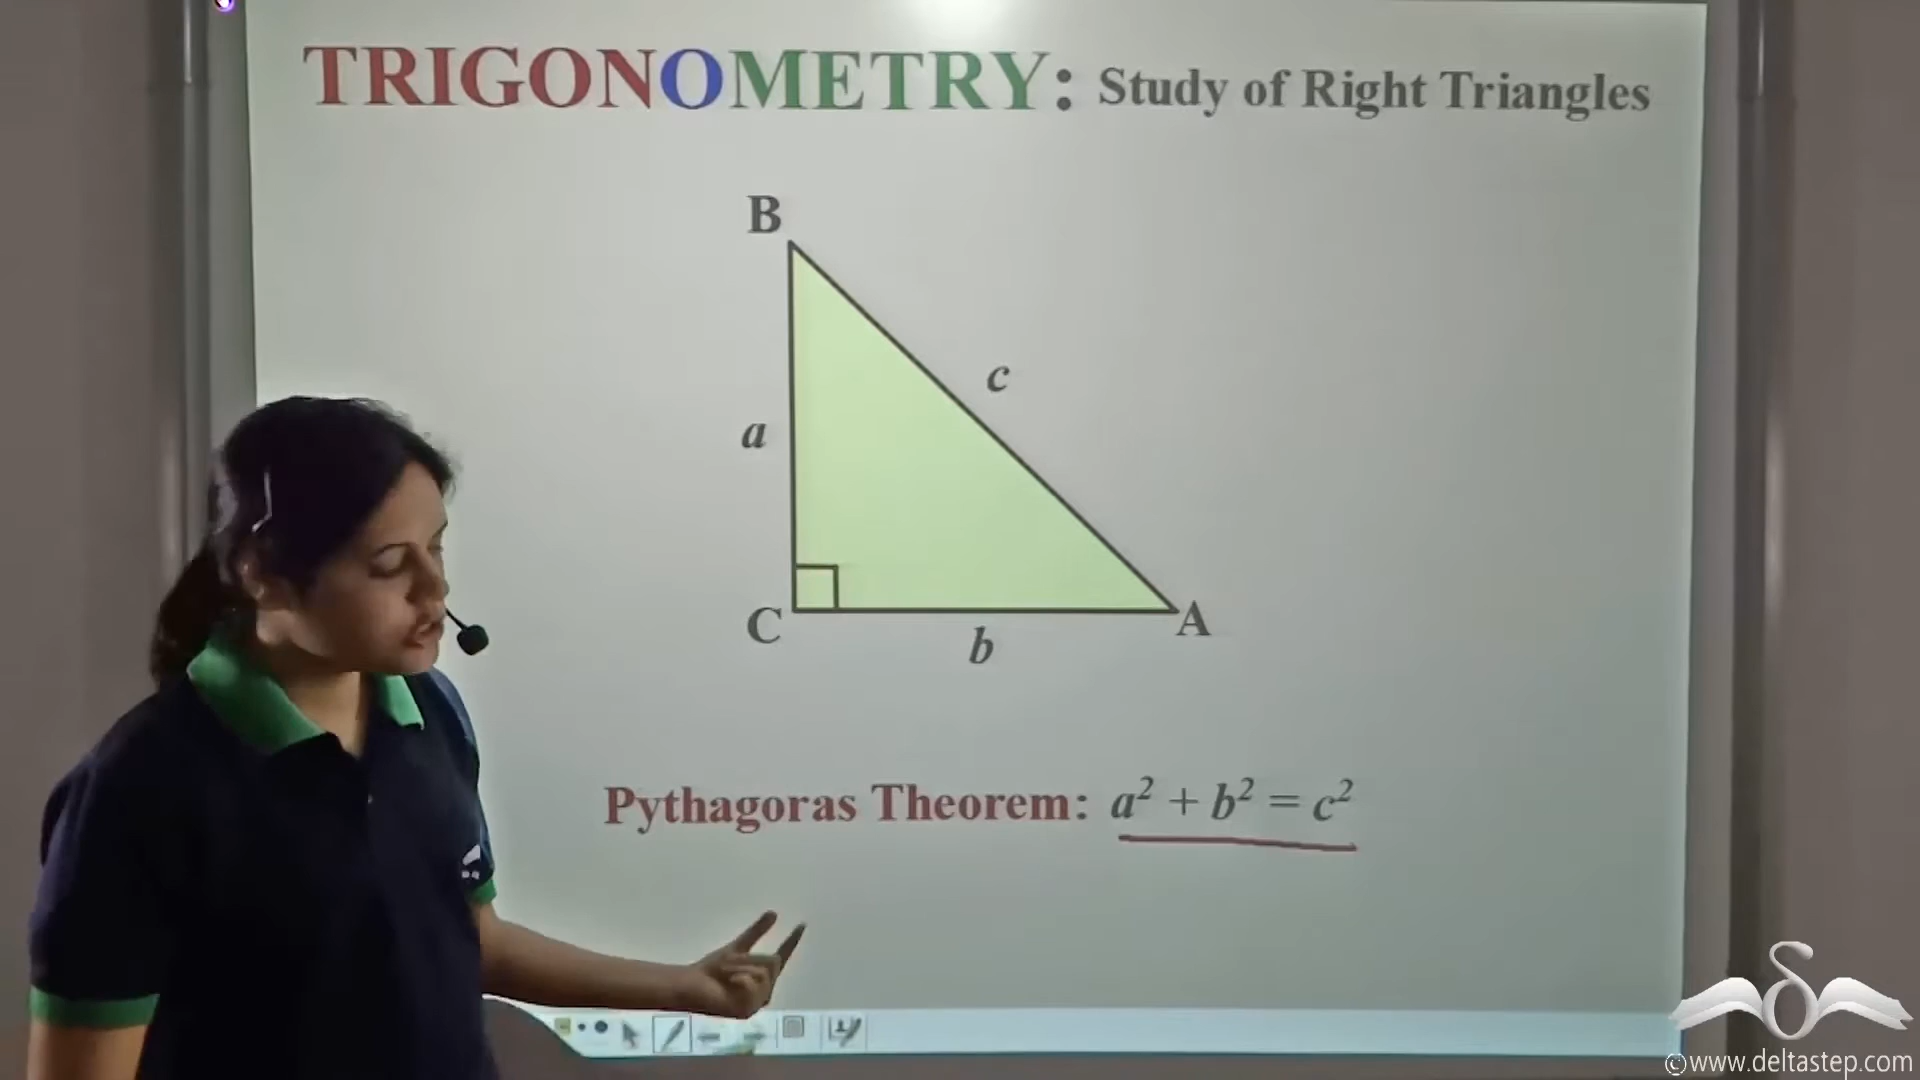 TRIGONOMETRY: Study of Right Triangles
B
c
a
C
A
b
Pythagoras Theorem: a² + b² = c²
©www.deltastep.com